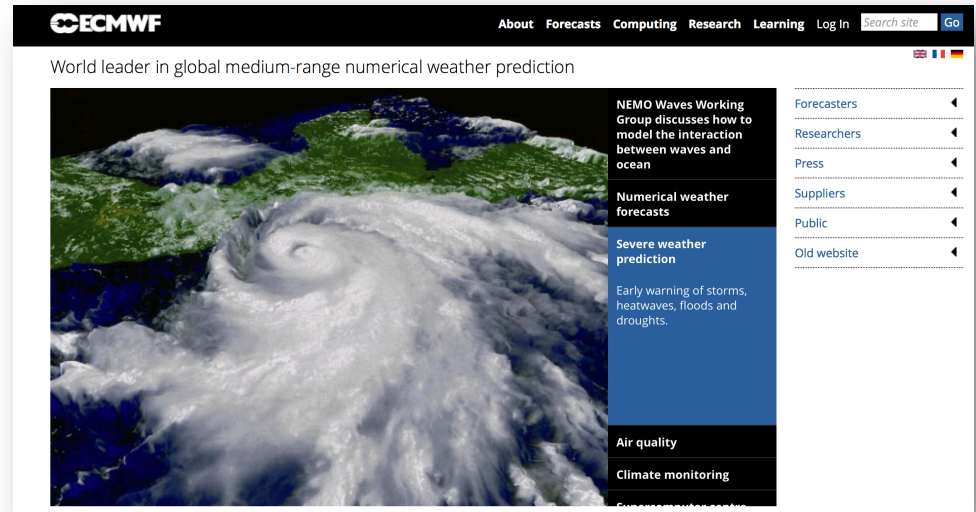 ECMWF
About Forecasts Computing Research Learning Log In Search site Go
World leader in global medium-range numerical weather prediction
NEMO Waves Working
Group discusses how to
model the interaction
between waves and
ocean
Numerical weather
forecasts
Severe weather
prediction
Early warning of storms,
heatwaves, floods and
droughts.
Air quality
Climate monitoring
Supercomputer centre
Forecasters
Researchers
Press
Suppliers
Public
Old website